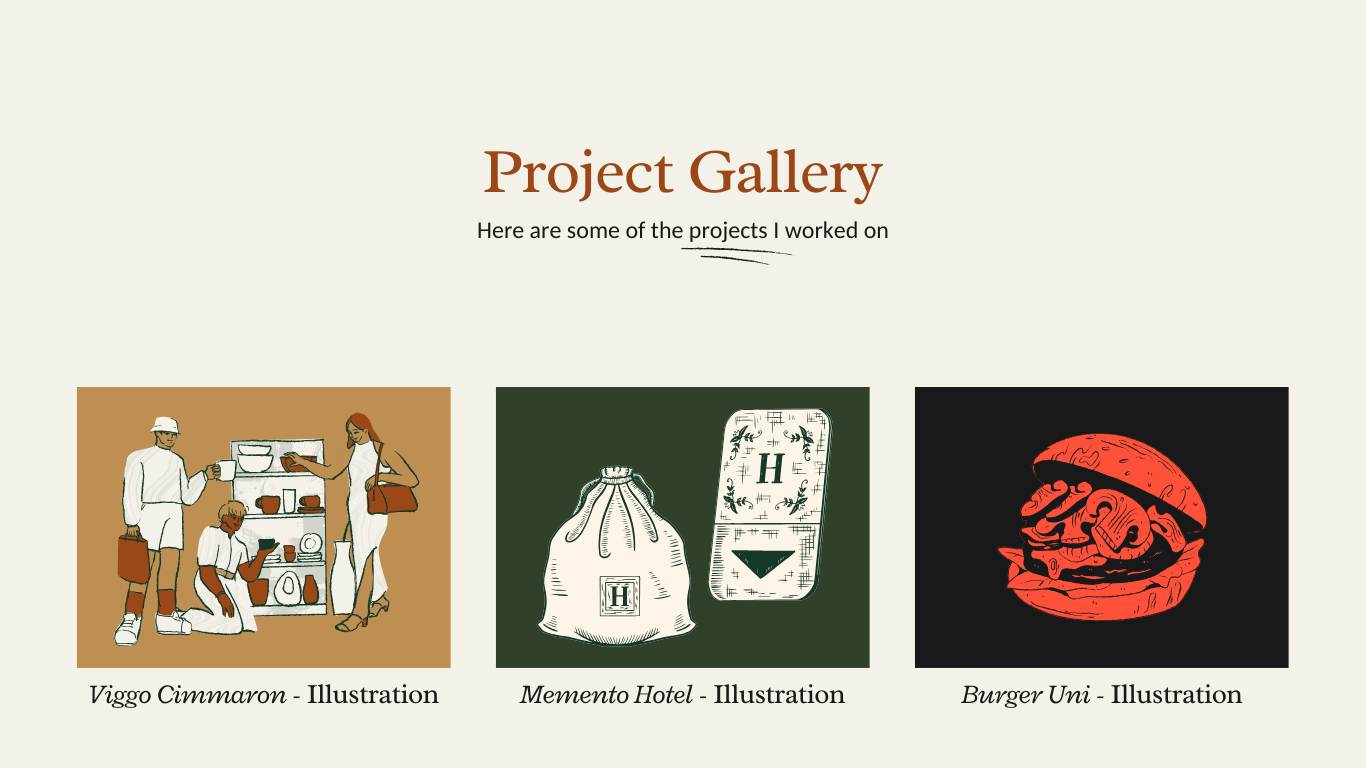 Project Gallery
Here are some of the projects I worked on
H
H
Viggo Cimmaron - Illustration
Memento Hotel - Illustration
Burger Uni - Illustration